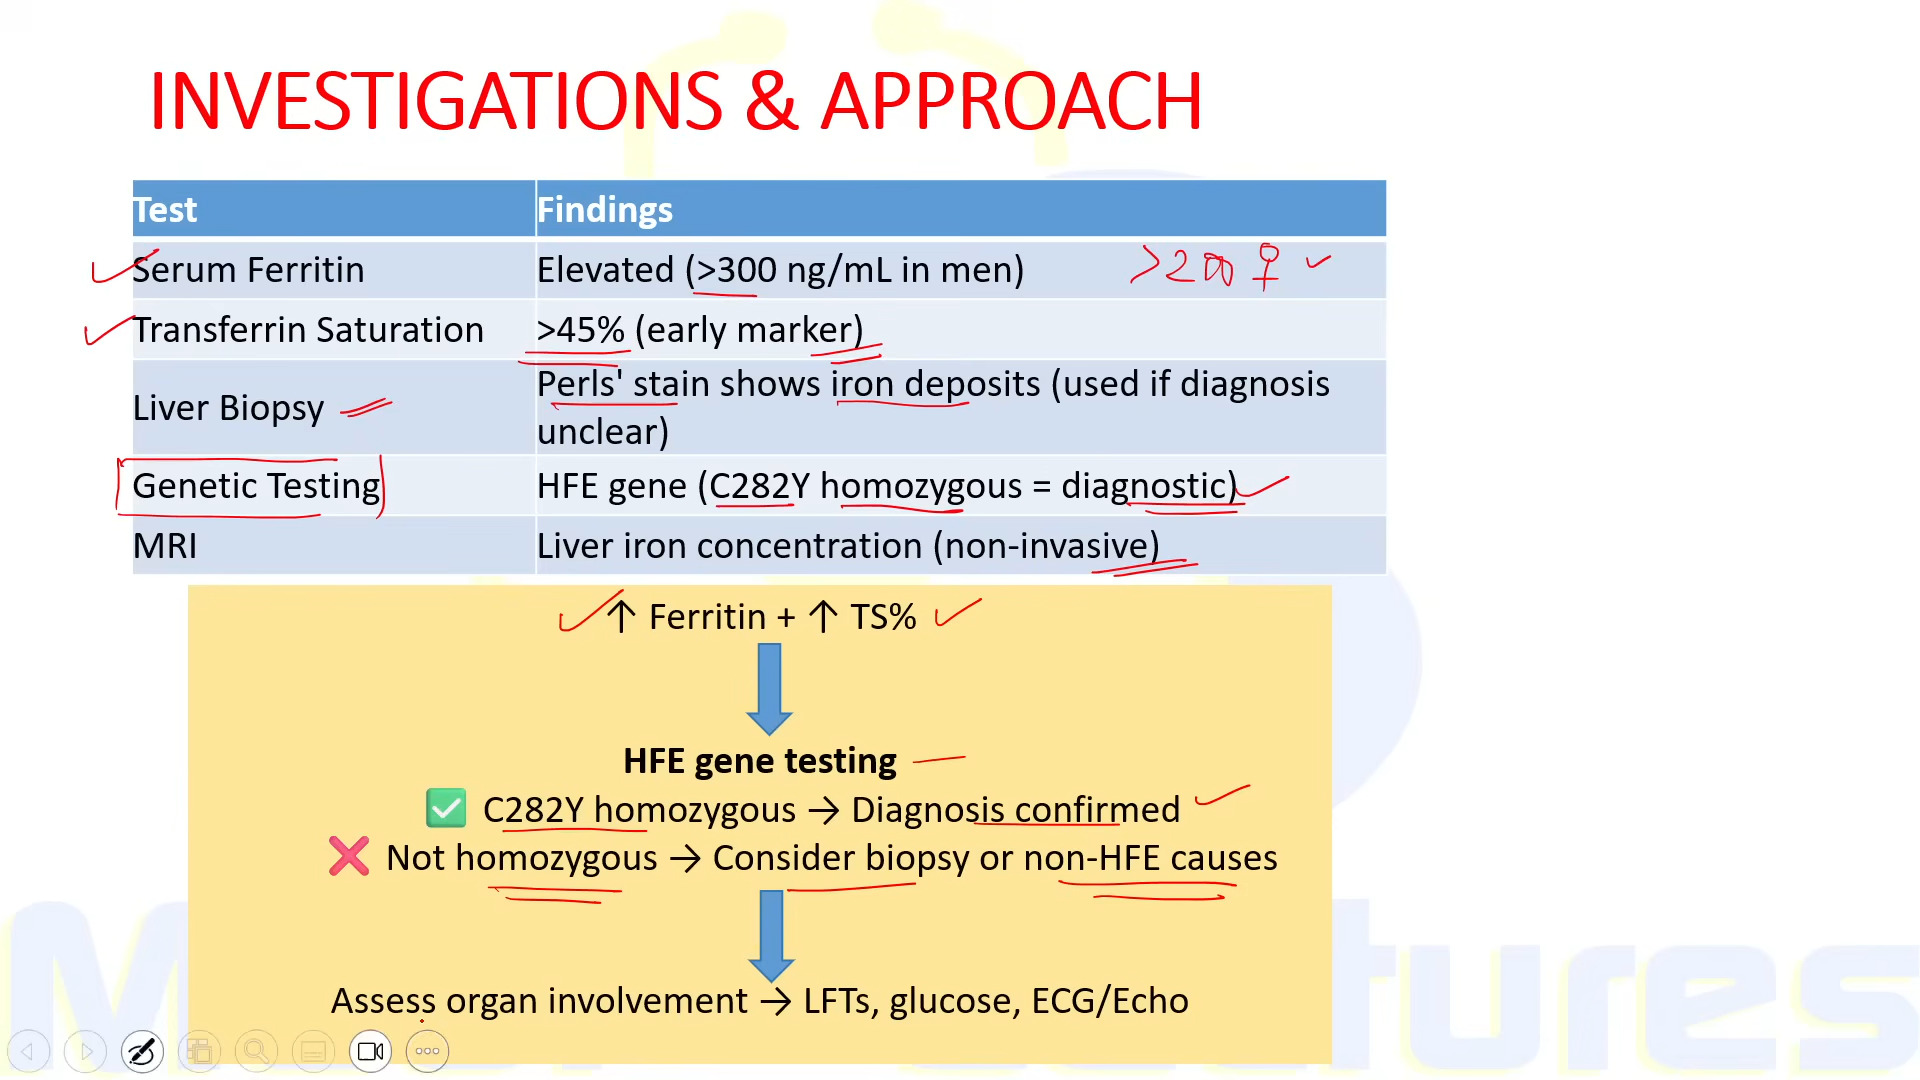 INVESTIGATIONS & APPROACH
Test Findings
Serum Ferritin Elevated (>300 ng/mL in men) >200 ♀
Transferrin Saturation >45% (early marker)
Liver Biopsy Perls' stain shows iron deposits (used if diagnosis
unclear)
Genetic Testing HFE gene (C282Y homozygous = diagnostic)
MRI Liver iron concentration (non-invasive)
↑ Ferritin + ↑ TS%
HFE gene testing
✅ C282Y homozygous → Diagnosis confirmed
❌ Not homozygous → Consider biopsy or non-HFE causes
Assess organ involvement → LFTs, glucose, ECG/Echo